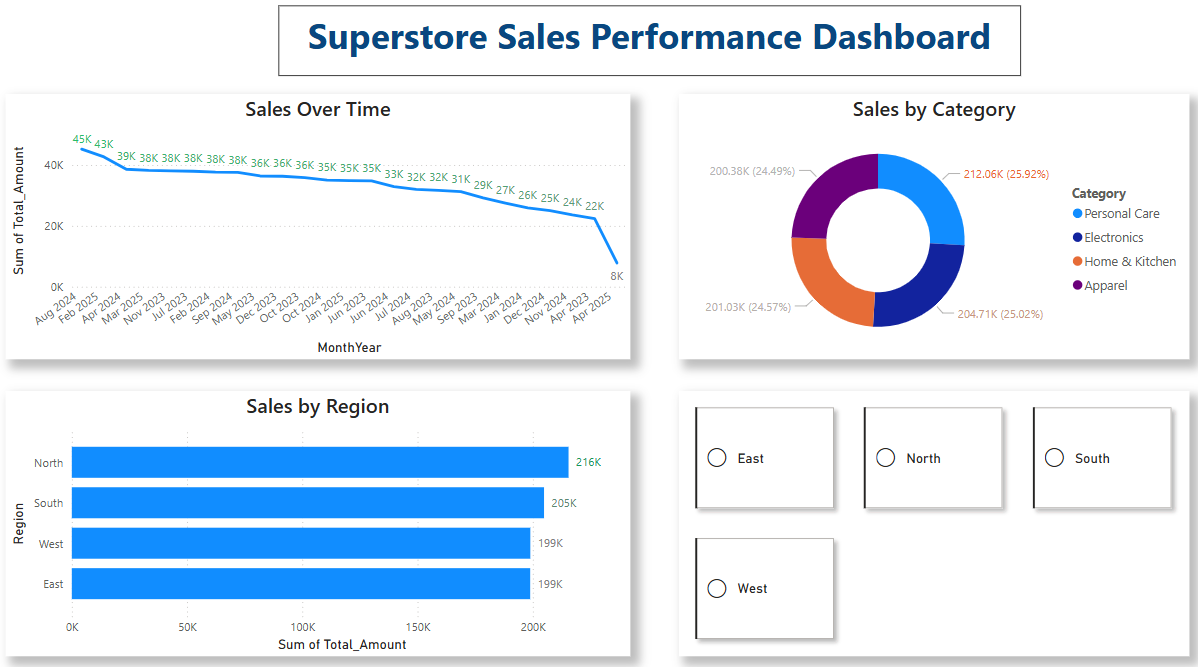 Superstore Sales Performance Dashboard
Sales Over Time
Sum of Total_Amount
40K
20K
0K
45K 43K 39K 38K 38K 38K 38K 38K 36K 36K 36K 35K 35K 35K 33K 32K 32K 31K 29K 27K 26K 25K 24K 22K 8K
Aug 2024 Feb 2025 Apr 2024 Mar 2025 Nov 2023 Jul 2023 Feb 2024 Sep 2024 May 2023 Dec 2023 Oct 2023 Oct 2024 Jan 2025 Jun 2023 Jun 2024 Jul 2024 Aug 2023 May 2024 Sep 2023 Mar 2024 Jan 2024 Dec 2024 Nov 2024 Apr 2023 Apr 2025
MonthYear
Sales by Category
200.38K (24.49%)
212.06K (25.92%)
201.03K (24.57%)
204.71K (25.02%)
Category
Personal Care
Electronics
Home & Kitchen
Apparel
Sales by Region
Region
North 216K
South 205K
West 199K
East 199K
0K 50K 100K 150K 200K
Sum of Total_Amount
East North South
West